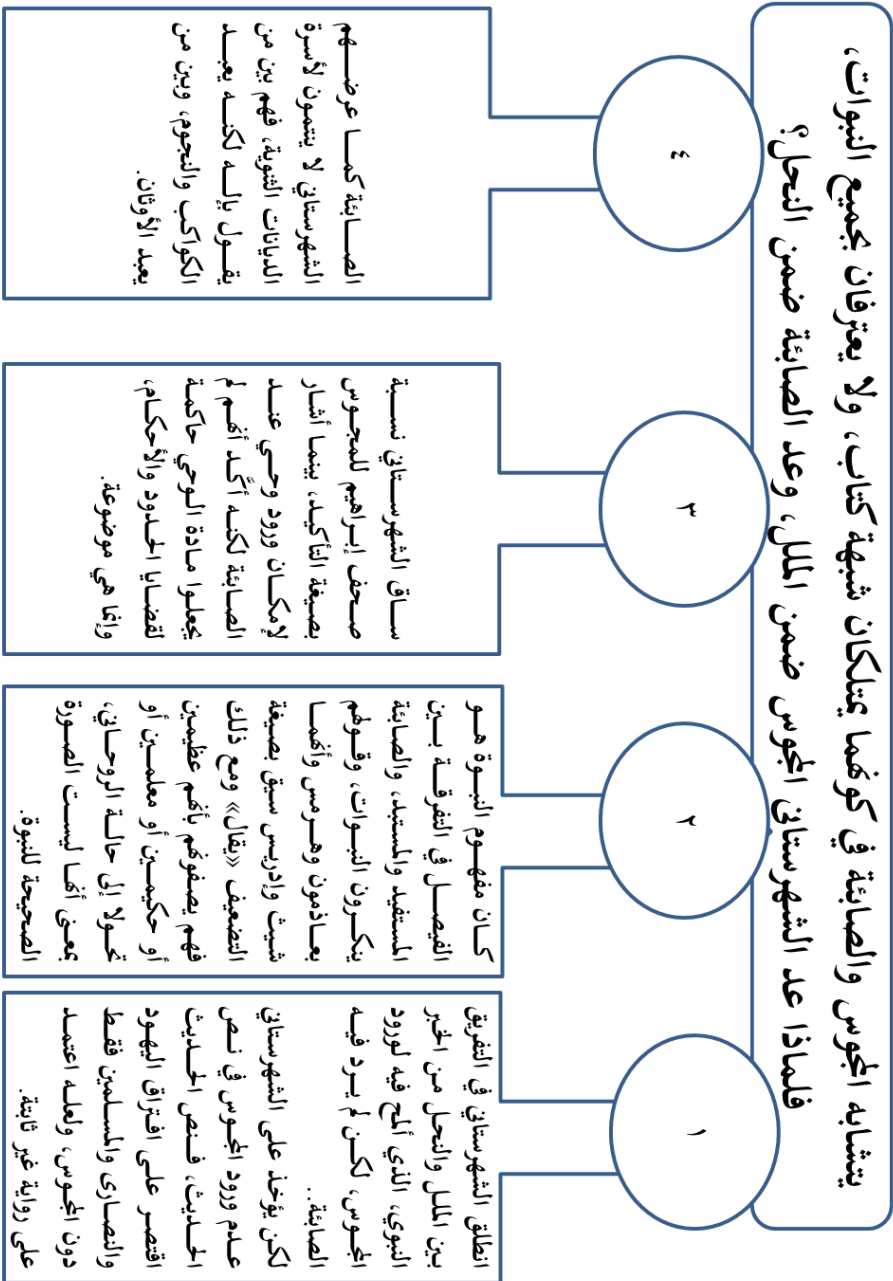 يتشابه المجوس والصابئة في كونهما يمتلكان شبهة كتاب، ولا يعترفان بجميع النبوات،
فلماذا عد الشهرستاني المجوس ضمن الملل، وعد الصابئة ضمن النحل؟
١
انطلق الشهرستاني في التفريق
بين الملل والنحل من الخبر
النبوي، الذي ألمح فيه لورود
المجوس، لكن لم يرد فيه
الصابئة..
لكن يؤخذ على الشهرستاني
عدم ورود المجوس في نص
الحديث، فنص الحديث
اقتصر على افتراق اليهود
والنصارى والمسلمين فقط
دون المجوس، ولعله اعتمد
على رواية غير ثابتة.
٢
كان مفهوم النبوة هو
الفيصل في التفرقة بين
المستفيد والمستبد، والصابئة
ينكرون النبوات، وقولهم
بعاذمون وهرمس وأنهما
شيث وإدريس سيق بصيغة
التضعيف «يقال» ومع ذلك
فهم يصفونهم بأنهم عظيمين
أو حكيمين أو معلمين أو
تحولا إلى حالة الروحاني،
بمعنى أنها ليست الصورة
الصحيحة للنبوة.
٣
ساق الشهرستاني نسبة
صحف إبراهيم للمجوس
بصيغة التأكيد، بينما أشار
لإمكان ورود وحي عند
الصابئة لكنه أكَّد أنهم لم
يجعلوا مادة الوحي حاكمة
لقضايا الحدود والأحكام،
وإنما هي موضوعة.
٤
الصابئة كما عرضهم
الشهرستاني لا ينتمون لأسرة
الديانات الثنوية، فهم بين من
يقول بإله لكنه يعبد
الكواكب والنجوم، وبين من
يعبد الأوثان.